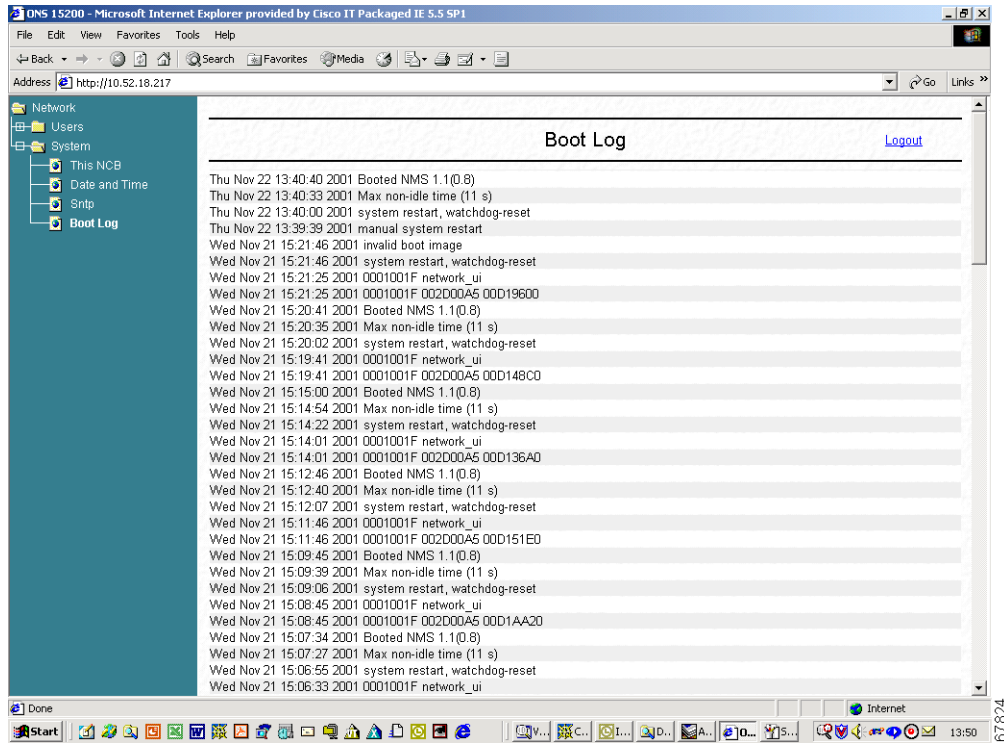 ONS 15200 - Microsoft Internet Explorer provided by Cisco IT Packaged IE 5.5 SP1
File Edit View Favorites Tools Help
Back Search Favorites Media
Address http://10.52.18.217 Go Links »
Network
Users
System
This NCB
Date and Time
Sntp
Boot Log
Boot Log Logout
Thu Nov 22 13:40:40 2001 Booted NMS 1.1(0.8)
Thu Nov 22 13:40:33 2001 Max non-idle time (11 s)
Thu Nov 22 13:40:00 2001 system restart, watchdog-reset
Thu Nov 22 13:39:39 2001 manual system restart
Wed Nov 21 15:21:46 2001 invalid boot image
Wed Nov 21 15:21:46 2001 system restart, watchdog-reset
Wed Nov 21 15:21:25 2001 0001001F network_ui
Wed Nov 21 15:21:25 2001 0001001F 002D00A5 00D19600
Wed Nov 21 15:20:41 2001 Booted NMS 1.1(0.8)
Wed Nov 21 15:20:35 2001 Max non-idle time (11 s)
Wed Nov 21 15:20:02 2001 system restart, watchdog-reset
Wed Nov 21 15:19:41 2001 0001001F network_ui
Wed Nov 21 15:19:41 2001 0001001F 002D00A5 00D148C0
Wed Nov 21 15:15:00 2001 Booted NMS 1.1(0.8)
Wed Nov 21 15:14:54 2001 Max non-idle time (11 s)
Wed Nov 21 15:14:22 2001 system restart, watchdog-reset
Wed Nov 21 15:14:01 2001 0001001F network_ui
Wed Nov 21 15:14:01 2001 0001001F 002D00A5 00D136A0
Wed Nov 21 15:12:46 2001 Booted NMS 1.1(0.8)
Wed Nov 21 15:12:40 2001 Max non-idle time (11 s)
Wed Nov 21 15:12:07 2001 system restart, watchdog-reset
Wed Nov 21 15:11:46 2001 0001001F network_ui
Wed Nov 21 15:11:46 2001 0001001F 002D00A5 00D151E0
Wed Nov 21 15:09:45 2001 Booted NMS 1.1(0.8)
Wed Nov 21 15:09:39 2001 Max non-idle time (11 s)
Wed Nov 21 15:09:06 2001 system restart, watchdog-reset
Wed Nov 21 15:08:45 2001 0001001F network_ui
Wed Nov 21 15:08:45 2001 0001001F 002D00A5 00D1AA20
Wed Nov 21 15:07:34 2001 Booted NMS 1.1(0.8)
Wed Nov 21 15:07:27 2001 Max non-idle time (11 s)
Wed Nov 21 15:06:55 2001 system restart, watchdog-reset
Wed Nov 21 15:06:33 2001 0001001F network_ui
Done Internet
Start V... C... I... D... A... O... S... 13:50
67824